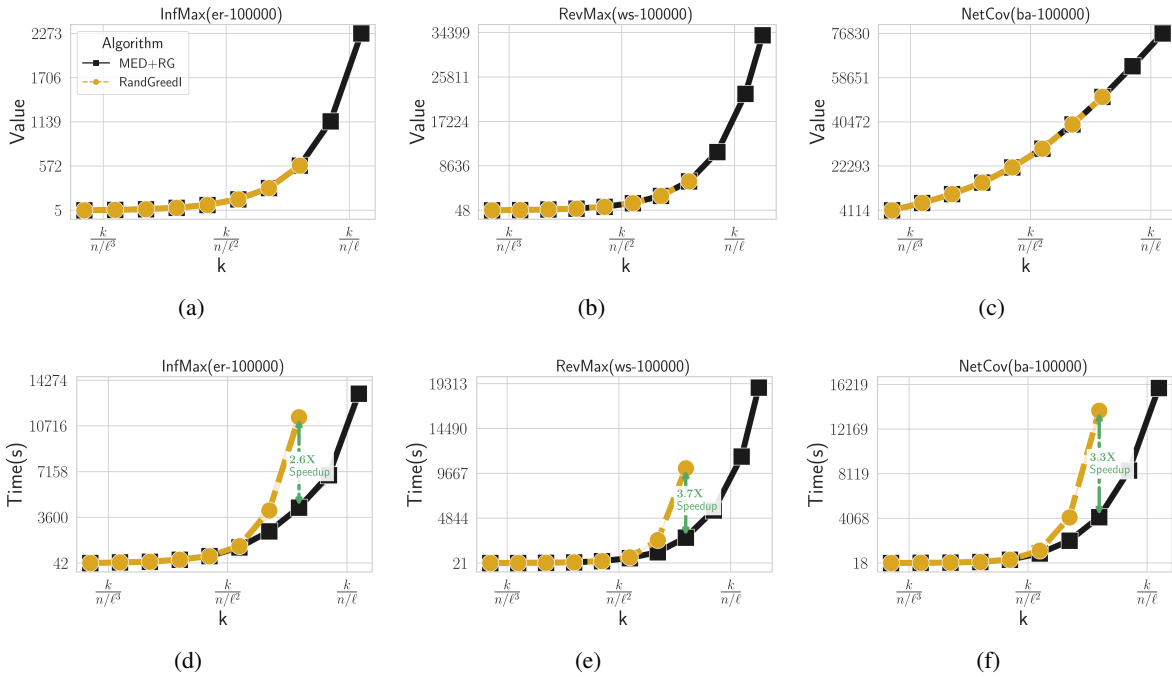 InfMax(er-100000)
2273
1706
1139
572
5
Value
Algorithm
MED+RG
RandGreedI
k/(n/ℓ³)
k/(n/ℓ²)
k/(n/ℓ)
k
(a)
RevMax(ws-100000)
34399
25811
17224
8636
48
Value
k/(n/ℓ³)
k/(n/ℓ²)
k/(n/ℓ)
k
(b)
NetCov(ba-100000)
76830
58651
40472
22293
4114
Value
k/(n/ℓ³)
k/(n/ℓ²)
k/(n/ℓ)
k
(c)
InfMax(er-100000)
14274
10716
7158
3600
42
Time(s)
2.6X
Speedup
k/(n/ℓ³)
k/(n/ℓ²)
k/(n/ℓ)
k
(d)
RevMax(ws-100000)
19313
14490
9667
4844
21
Time(s)
3.7X
Speedup
k/(n/ℓ³)
k/(n/ℓ²)
k/(n/ℓ)
k
(e)
NetCov(ba-100000)
16219
12169
8119
4068
18
Time(s)
3.3X
Speedup
k/(n/ℓ³)
k/(n/ℓ²)
k/(n/ℓ)
k
(f)